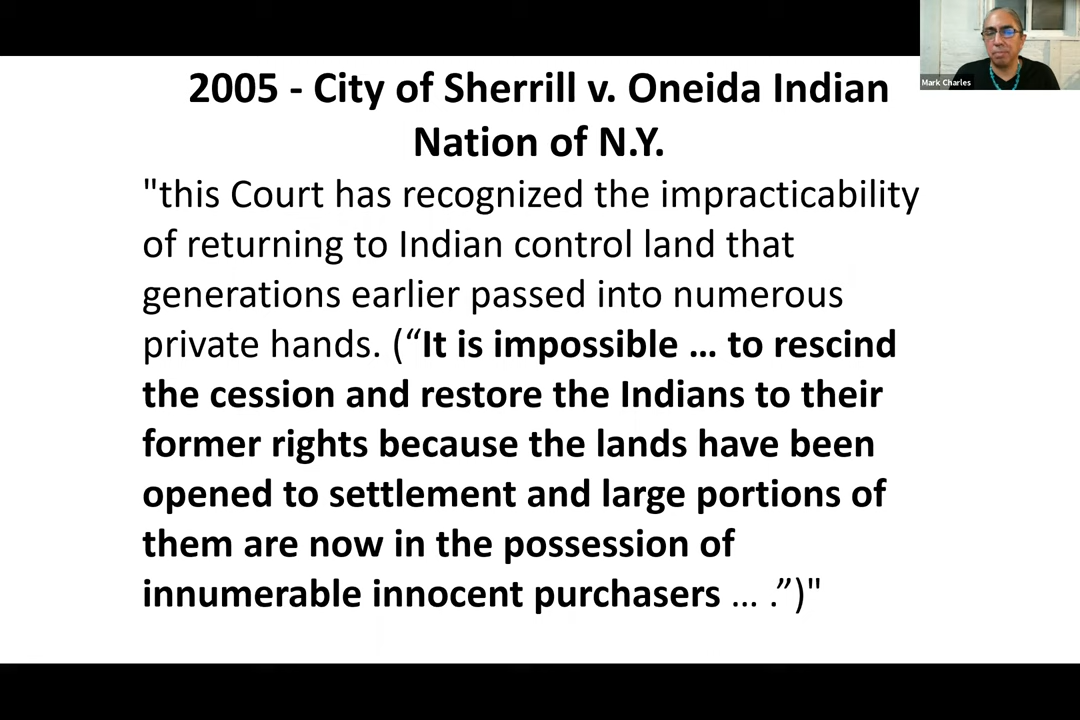 Mark Charles
2005 - City of Sherrill v. Oneida Indian
Nation of N.Y.
"this Court has recognized the impracticability
of returning to Indian control land that
generations earlier passed into numerous
private hands. (“It is impossible … to rescind
the cession and restore the Indians to their
former rights because the lands have been
opened to settlement and large portions of
them are now in the possession of
innumerable innocent purchasers … .”)"